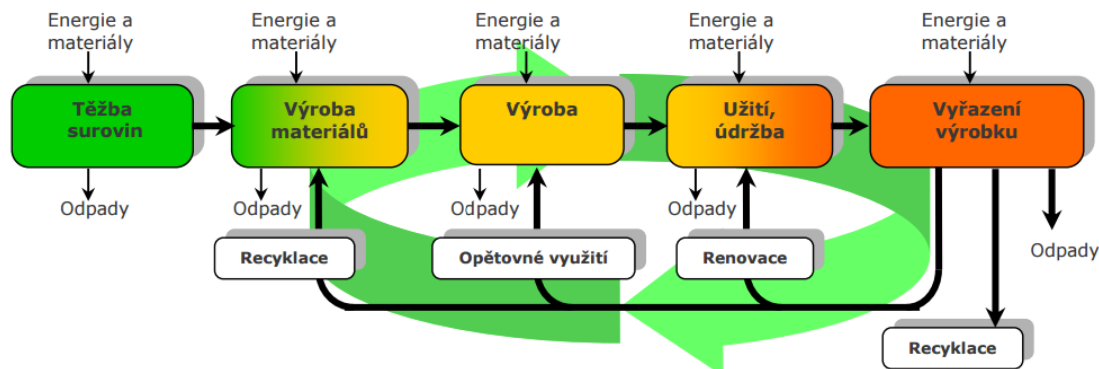 Energie a
materiály
Energie a
materiály
Energie a
materiály
Energie a
materiály
Energie a
materiály
Těžba
surovin
Výroba
materiálů
Výroba
Užití,
údržba
Vyřazení
výrobku
Odpady
Odpady
Odpady
Odpady
Odpady
Recyklace
Opětovné využití
Renovace
Recyklace